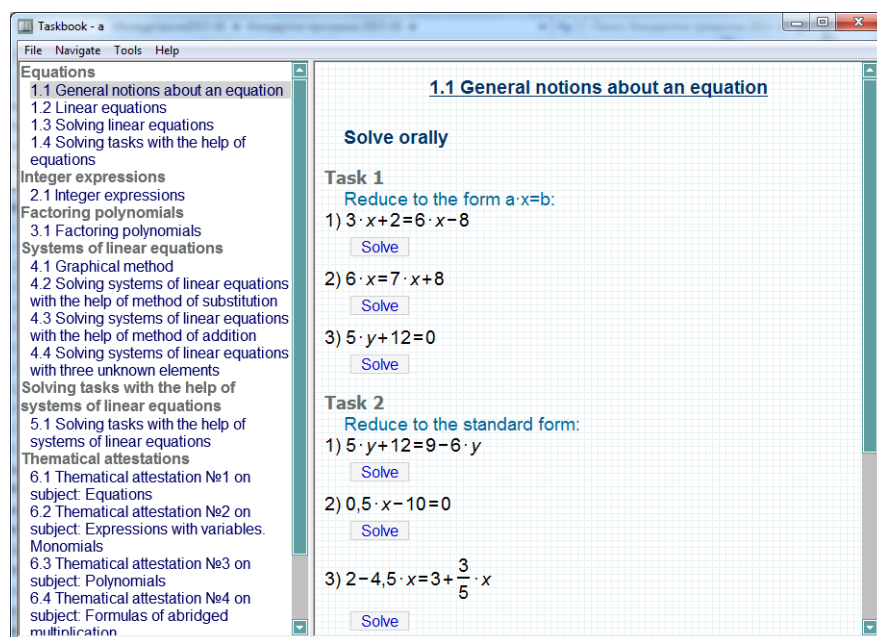 Taskbook - a
File Navigate Tools Help
Equations
1.1 General notions about an equation
1.2 Linear equations
1.3 Solving linear equations
1.4 Solving tasks with the help of
equations
Integer expressions
2.1 Integer expressions
Factoring polynomials
3.1 Factoring polynomials
Systems of linear equations
4.1 Graphical method
4.2 Solving systems of linear equations
with the help of method of substitution
4.3 Solving systems of linear equations
with the help of method of addition
4.4 Solving systems of linear equations
with three unknown elements
Solving tasks with the help of
systems of linear equations
5.1 Solving tasks with the help of
systems of linear equations
Thematical attestations
6.1 Thematical attestation №1 on
subject: Equations
6.2 Thematical attestation №2 on
subject: Expressions with variables.
Monomials
6.3 Thematical attestation №3 on
subject: Polynomials
6.4 Thematical attestation №4 on
subject: Formulas of abridged
multiplication
1.1 General notions about an equation
Solve orally
Task 1
Reduce to the form a·x=b:
1) 3·x+2=6·x−8
Solve
2) 6·x=7·x+8
Solve
3) 5·y+12=0
Solve
Task 2
Reduce to the standard form:
1) 5·y+12=9−6·y
Solve
2) 0,5·x−10=0
Solve
3) 2−4,5·x=3+3/5·x
Solve